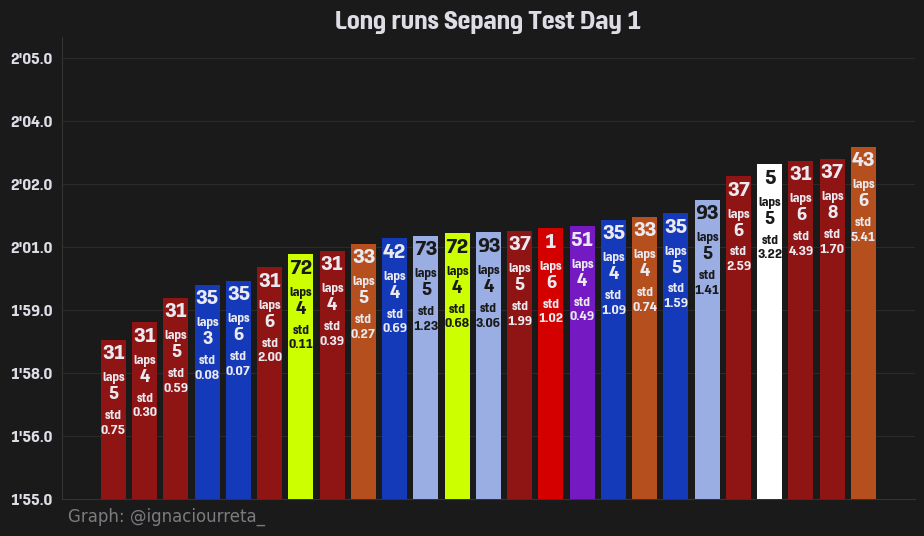 Long runs Sepang Test Day 1
2'05.0
2'04.0
2'02.0
2'01.0
1'59.0
1'58.0
1'56.0
1'55.0
31
laps
5
std
0.75
31
laps
4
std
0.30
31
laps
5
std
0.59
35
laps
3
std
0.08
35
laps
6
std
0.07
31
laps
6
std
2.00
72
laps
4
std
0.11
31
laps
4
std
0.39
33
laps
5
std
0.27
42
laps
4
std
0.69
73
laps
5
std
1.23
72
laps
4
std
0.68
93
laps
4
std
3.06
37
laps
5
std
1.99
1
laps
6
std
1.02
51
laps
4
std
0.49
35
laps
4
std
1.09
33
laps
4
std
0.74
35
laps
5
std
1.59
93
laps
5
std
1.41
37
laps
6
std
2.59
5
laps
5
std
3.22
31
laps
6
std
4.39
37
laps
8
std
1.70
43
laps
6
std
5.41
Graph: @ignaciourreta_